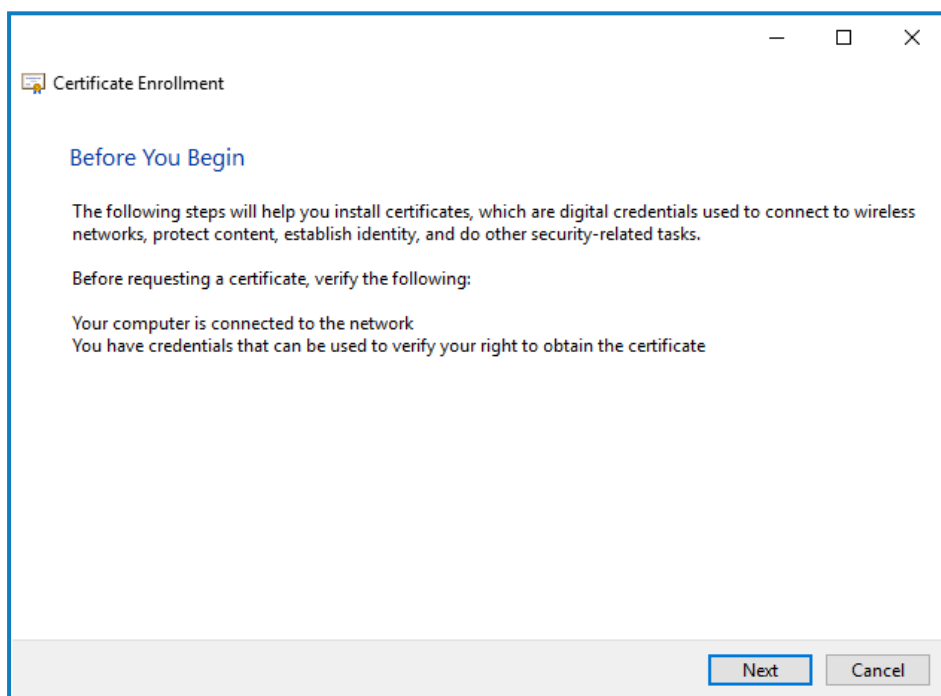 Certificate Enrollment
Before You Begin
The following steps will help you install certificates, which are digital credentials used to connect to wireless
networks, protect content, establish identity, and do other security-related tasks.
Before requesting a certificate, verify the following:
Your computer is connected to the network
You have credentials that can be used to verify your right to obtain the certificate
Next
Cancel